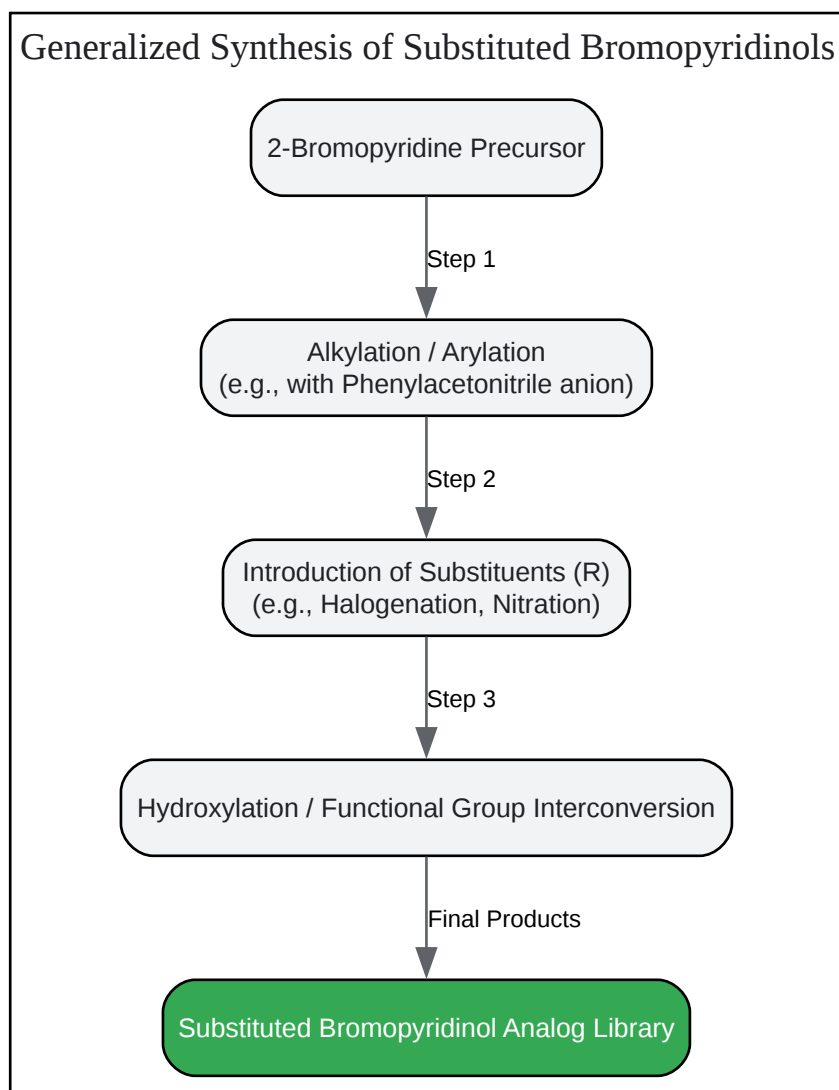 Generalized Synthesis of Substituted Bromopyridinols
2-Bromopyridine Precursor
Step 1
Alkylation / Arylation
(e.g., with Phenylacetonitrile anion)
Step 2
Introduction of Substituents (R)
(e.g., Halogenation, Nitration)
Step 3
Hydroxylation / Functional Group Interconversion
Final Products
Substituted Bromopyridinol Analog Library